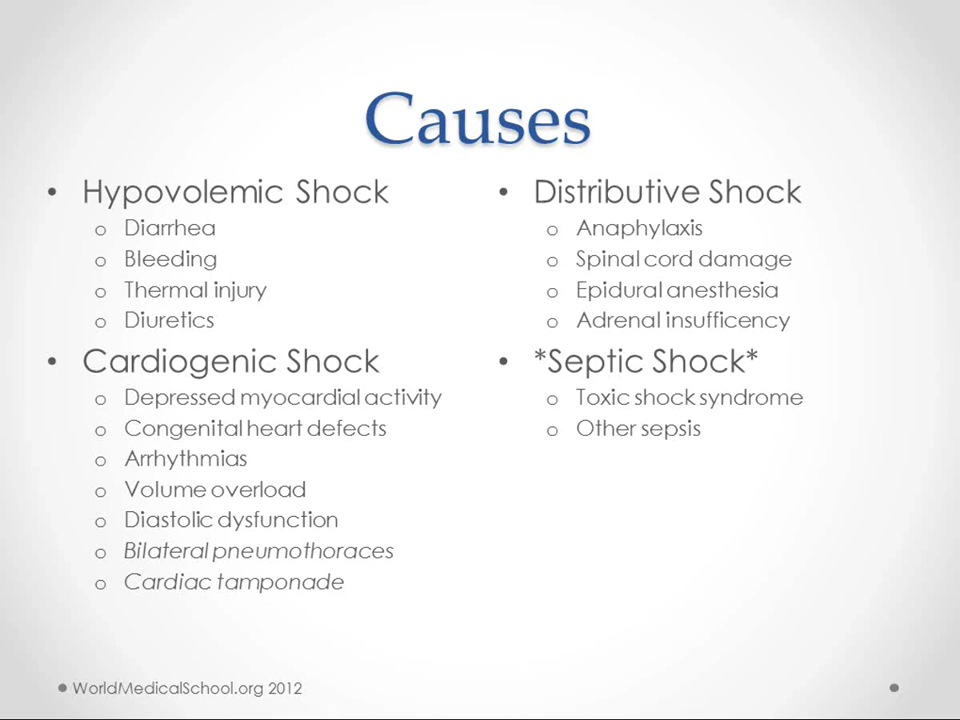 Causes
• Hypovolemic Shock
o Diarrhea
o Bleeding
o Thermal injury
o Diuretics
• Cardiogenic Shock
o Depressed myocardial activity
o Congenital heart defects
o Arrhythmias
o Volume overload
o Diastolic dysfunction
o Bilateral pneumothoraces
o Cardiac tamponade
• Distributive Shock
o Anaphylaxis
o Spinal cord damage
o Epidural anesthesia
o Adrenal insufficency
• *Septic Shock*
o Toxic shock syndrome
o Other sepsis
WorldMedicalSchool.org 2012